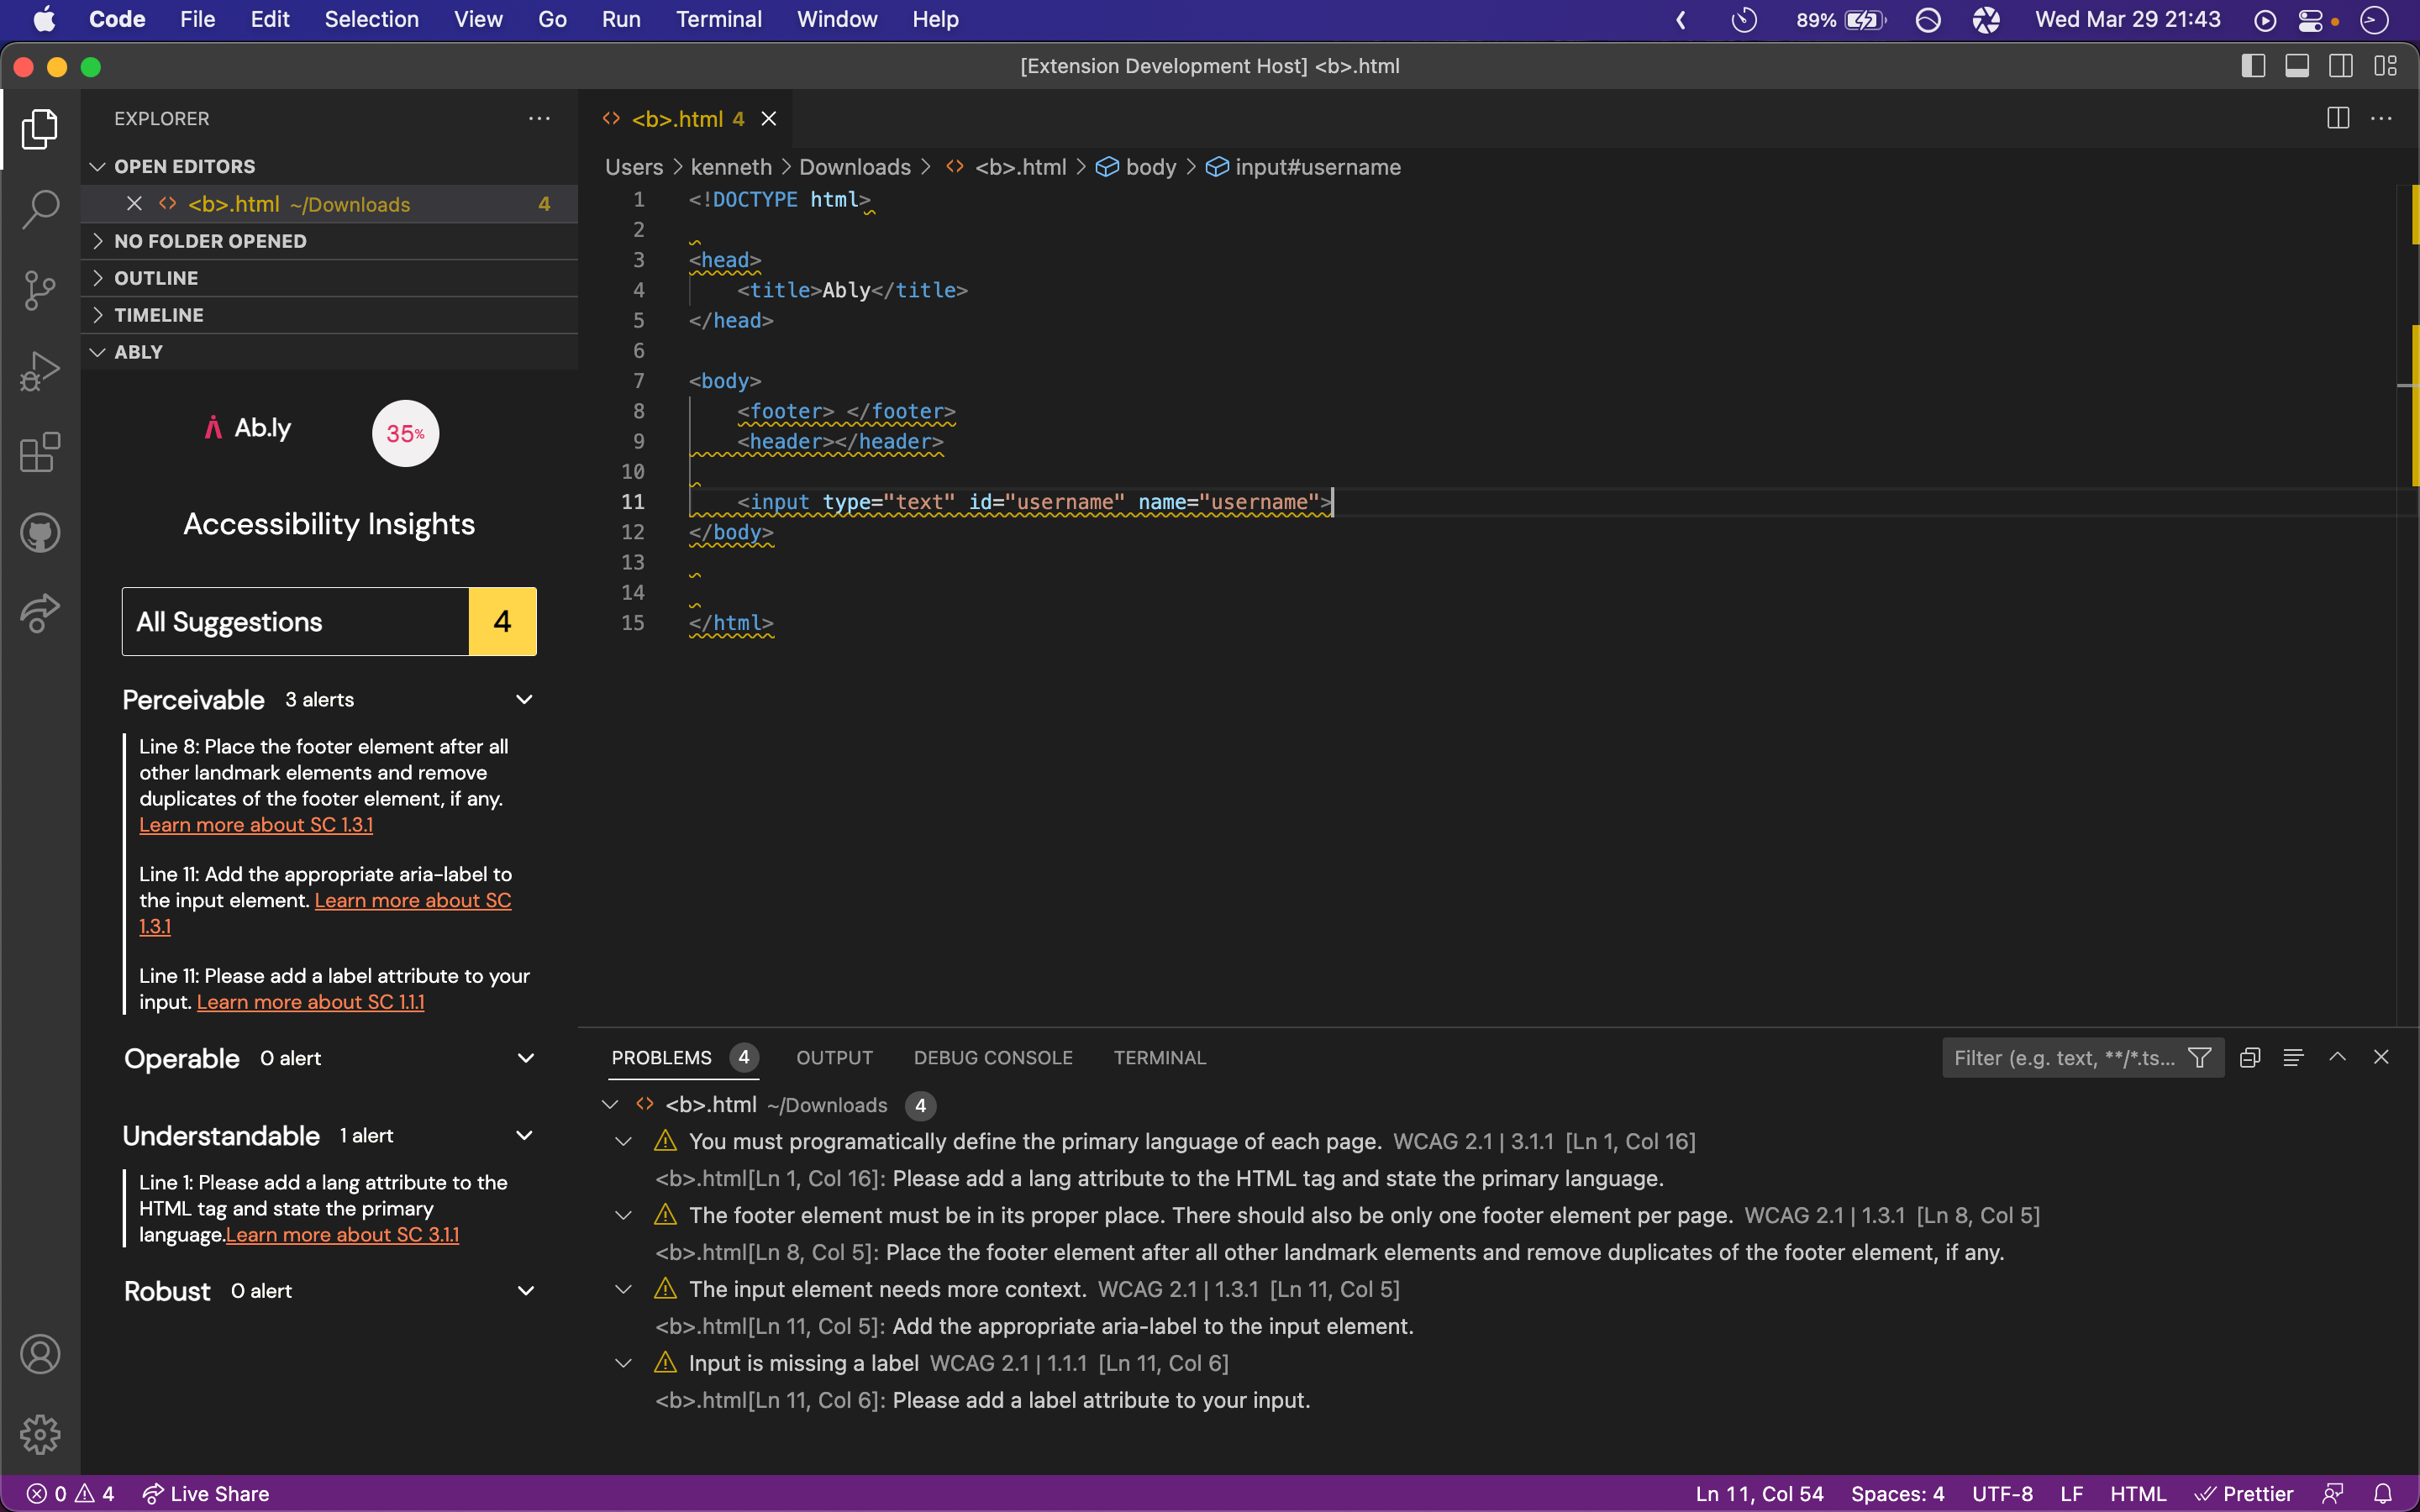 Code File Edit Selection View Go Run Terminal Window Help 89% Wed Mar 29 21:43
[Extension Development Host] <b>.html
EXPLORER
OPEN EDITORS
<b>.html ~/Downloads 4
NO FOLDER OPENED
OUTLINE
TIMELINE
ABLY
Ab.ly 35%
Accessibility Insights
All Suggestions 4
Perceivable 3 alerts
Line 8: Place the footer element after all
other landmark elements and remove
duplicates of the footer element, if any.
Learn more about SC 1.3.1
Line 11: Add the appropriate aria-label to
the input element. Learn more about SC
1.3.1
Line 11: Please add a label attribute to your
input. Learn more about SC 1.1.1
Operable 0 alert
Understandable 1 alert
Line 1: Please add a lang attribute to the
HTML tag and state the primary
language.Learn more about SC 3.1.1
Robust 0 alert
<b>.html 4
Users > kenneth > Downloads > <b>.html > body > input#username
1 <!DOCTYPE html>
2
3 <head>
4 <title>Ably</title>
5 </head>
6
7 <body>
8 <footer> </footer>
9 <header></header>
10
11 <input type="text" id="username" name="username">
12 </body>
13
14
15 </html>
PROBLEMS 4 OUTPUT DEBUG CONSOLE TERMINAL Filter (e.g. text, **/*.ts...
<b>.html ~/Downloads 4
You must programatically define the primary language of each page. WCAG 2.1 | 3.1.1 [Ln 1, Col 16]
<b>.html[Ln 1, Col 16]: Please add a lang attribute to the HTML tag and state the primary language.
The footer element must be in its proper place. There should also be only one footer element per page. WCAG 2.1 | 1.3.1 [Ln 8, Col 5]
<b>.html[Ln 8, Col 5]: Place the footer element after all other landmark elements and remove duplicates of the footer element, if any.
The input element needs more context. WCAG 2.1 | 1.3.1 [Ln 11, Col 5]
<b>.html[Ln 11, Col 5]: Add the appropriate aria-label to the input element.
Input is missing a label WCAG 2.1 | 1.1.1 [Ln 11, Col 6]
<b>.html[Ln 11, Col 6]: Please add a label attribute to your input.
0 4 Live Share Ln 11, Col 54 Spaces: 4 UTF-8 LF HTML Prettier